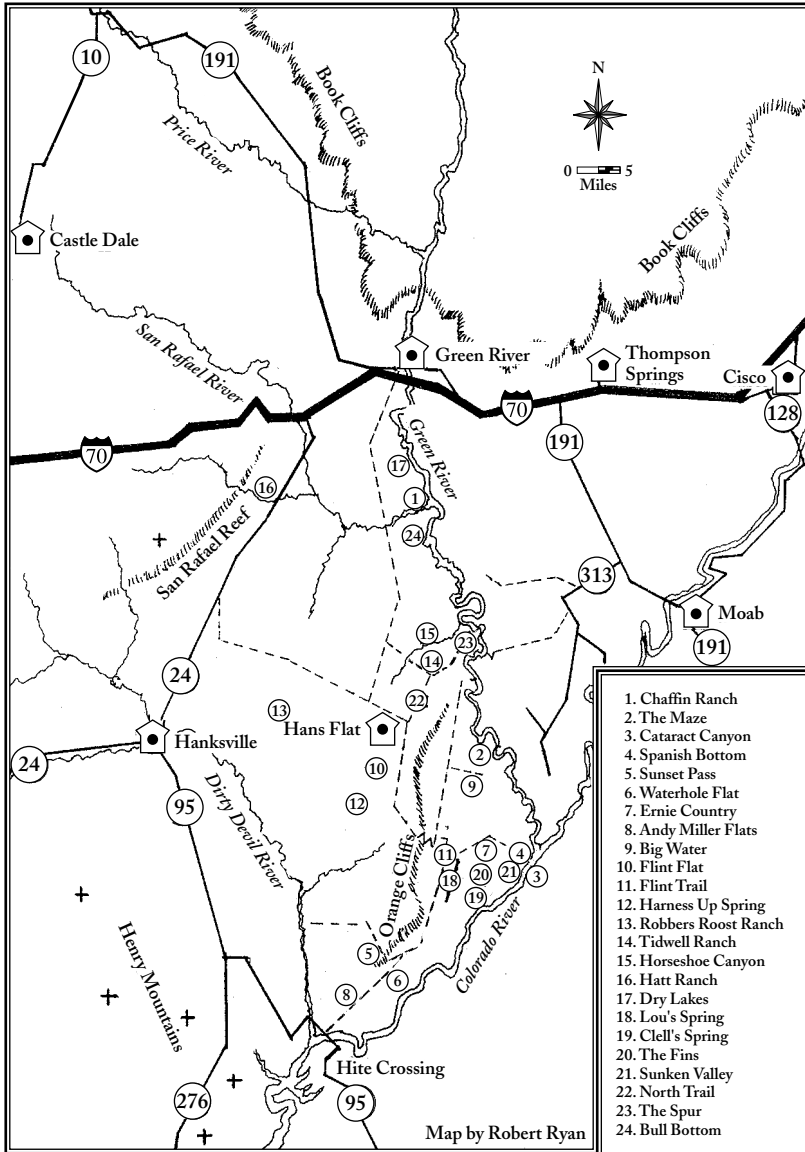 10
191
Book Cliffs
N
0 5
Miles
Price River
Book Cliffs
Castle Dale
San Rafael River
Green River
Thompson
Springs
Cisco
70
128
70
191
Green River
17
16
1
San Rafael Reef
24
313
Moab
191
15
23
14
24
22
13
Hans Flat
Hanksville
2
24
10
9
95
12
Dirty Devil River
Orange Cliffs
11
7
4
18
20
21
3
19
Colorado River
Henry Mountains
5
6
8
Hite Crossing
276
95
Map by Robert Ryan
1. Chaffin Ranch
2. The Maze
3. Cataract Canyon
4. Spanish Bottom
5. Sunset Pass
6. Waterhole Flat
7. Ernie Country
8. Andy Miller Flats
9. Big Water
10. Flint Flat
11. Flint Trail
12. Harness Up Spring
13. Robbers Roost Ranch
14. Tidwell Ranch
15. Horseshoe Canyon
16. Hatt Ranch
17. Dry Lakes
18. Lou's Spring
19. Clell's Spring
20. The Fins
21. Sunken Valley
22. North Trail
23. The Spur
24. Bull Bottom